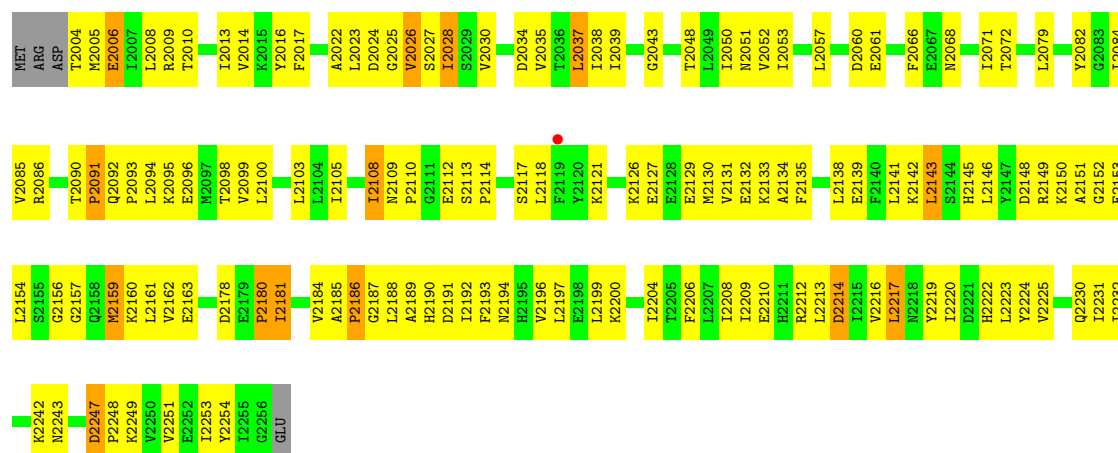 MET ARG ASP T2004 M2005 E2006 I2007 L2008 R2009 T2010 I2013 V2014 K2015 Y2016 F2017 A2022 L2023 D2024 G2025 V2026 S2027 I2028 S2029 V2030 D2034 V2035 T2036 L2037 I2038 I2039 G2043 T2048 L2049 I2050 N2051 V2052 I2053 L2057 D2060 E2061 F2066 E2067 N2068 I2071 T2072 L2079 Y2082 G2083 I2084
V2085 R2086 T2090 P2091 Q2092 P2093 L2094 K2095 E2096 M2097 T2098 V2099 L2100 L2103 L2104 I2105 I2108 N2109 P2110 G2111 E2112 S2113 P2114 S2117 L2118 F2119 Y2120 K2121 K2126 E2127 E2128 E2129 M2130 V2131 E2132 K2133 A2134 F2135 L2138 E2139 F2140 L2141 K2142 L2143 S2144 H2145 L2146 Y2147 D2148 R2149 K2150 A2151 G2152 E2153
L2154 S2155 G2156 G2157 Q2158 M2159 K2160 L2161 V2162 E2163 D2178 E2179 P2180 I2181 V2184 A2185 P2186 G2187 L2188 A2189 H2190 D2191 I2192 F2193 N2194 H2195 V2196 L2197 E2198 L2199 K2200 I2204 T2205 F2206 L2207 I2208 I2209 E2210 H2211 R2212 L2213 D2214 I2215 V2216 L2217 N2218 Y2219 I2220 D2221 H2222 L2223 Y2224 V2225 Q2230 I2231 I2232
K2242 N2243 D2247 P2248 K2249 V2250 V2251 E2252 I2253 Y2254 I2255 G2256 GLU